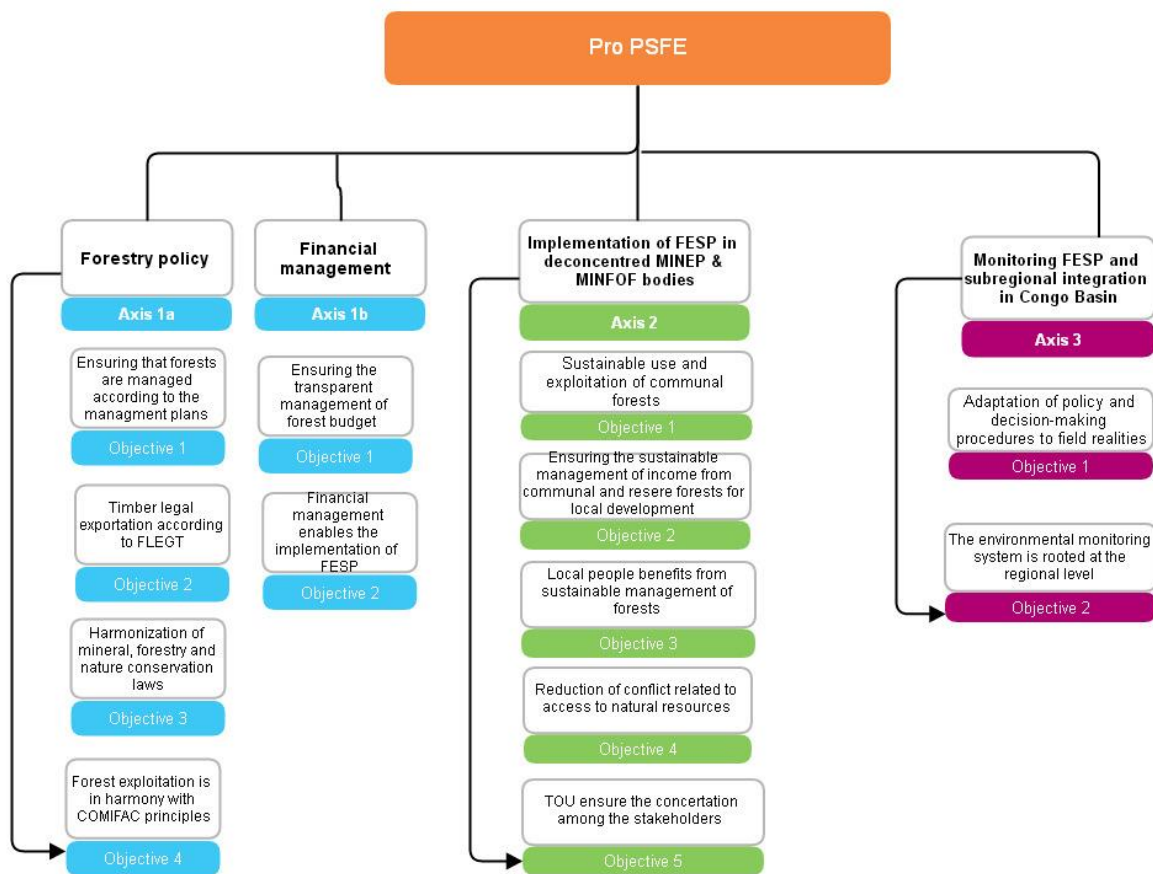 Pro PSFE
Forestry policy
Axis 1a
Ensuring that forests
are managed
according to the
managment plans
Objective 1
Timber legal
exportation according
to FLEGT
Objective 2
Harmonization of
mineral, forestry and
nature conservation
laws
Objective 3
Forest exploitation is
in harmony with
COMIFAC principles
Objective 4
Financial
management
Axis 1b
Ensuring the
transparent
management of
forest budget
Objective 1
Financial
management
enables the
implementation of
FESP
Objective 2
Implementation of FESP in
deconcentred MINEP &
MINFOF bodies
Axis 2
Sustainable use and
exploitation of communal
forests
Objective 1
Ensuring the sustainable
management of income from
communal and resere forests for
local development
Objective 2
Local people benefits from
sustainable management of
forests
Objective 3
Reduction of conflict related to
access to natural resources
Objective 4
TOU ensure the concertation
among the stakeholders
Objective 5
Monitoring FESP and
subregional integration
in Congo Basin
Axis 3
Adaptation of policy and
decision-making
procedures to field realities
Objective 1
The environmental monitoring
system is rooted at the
regional level
Objective 2